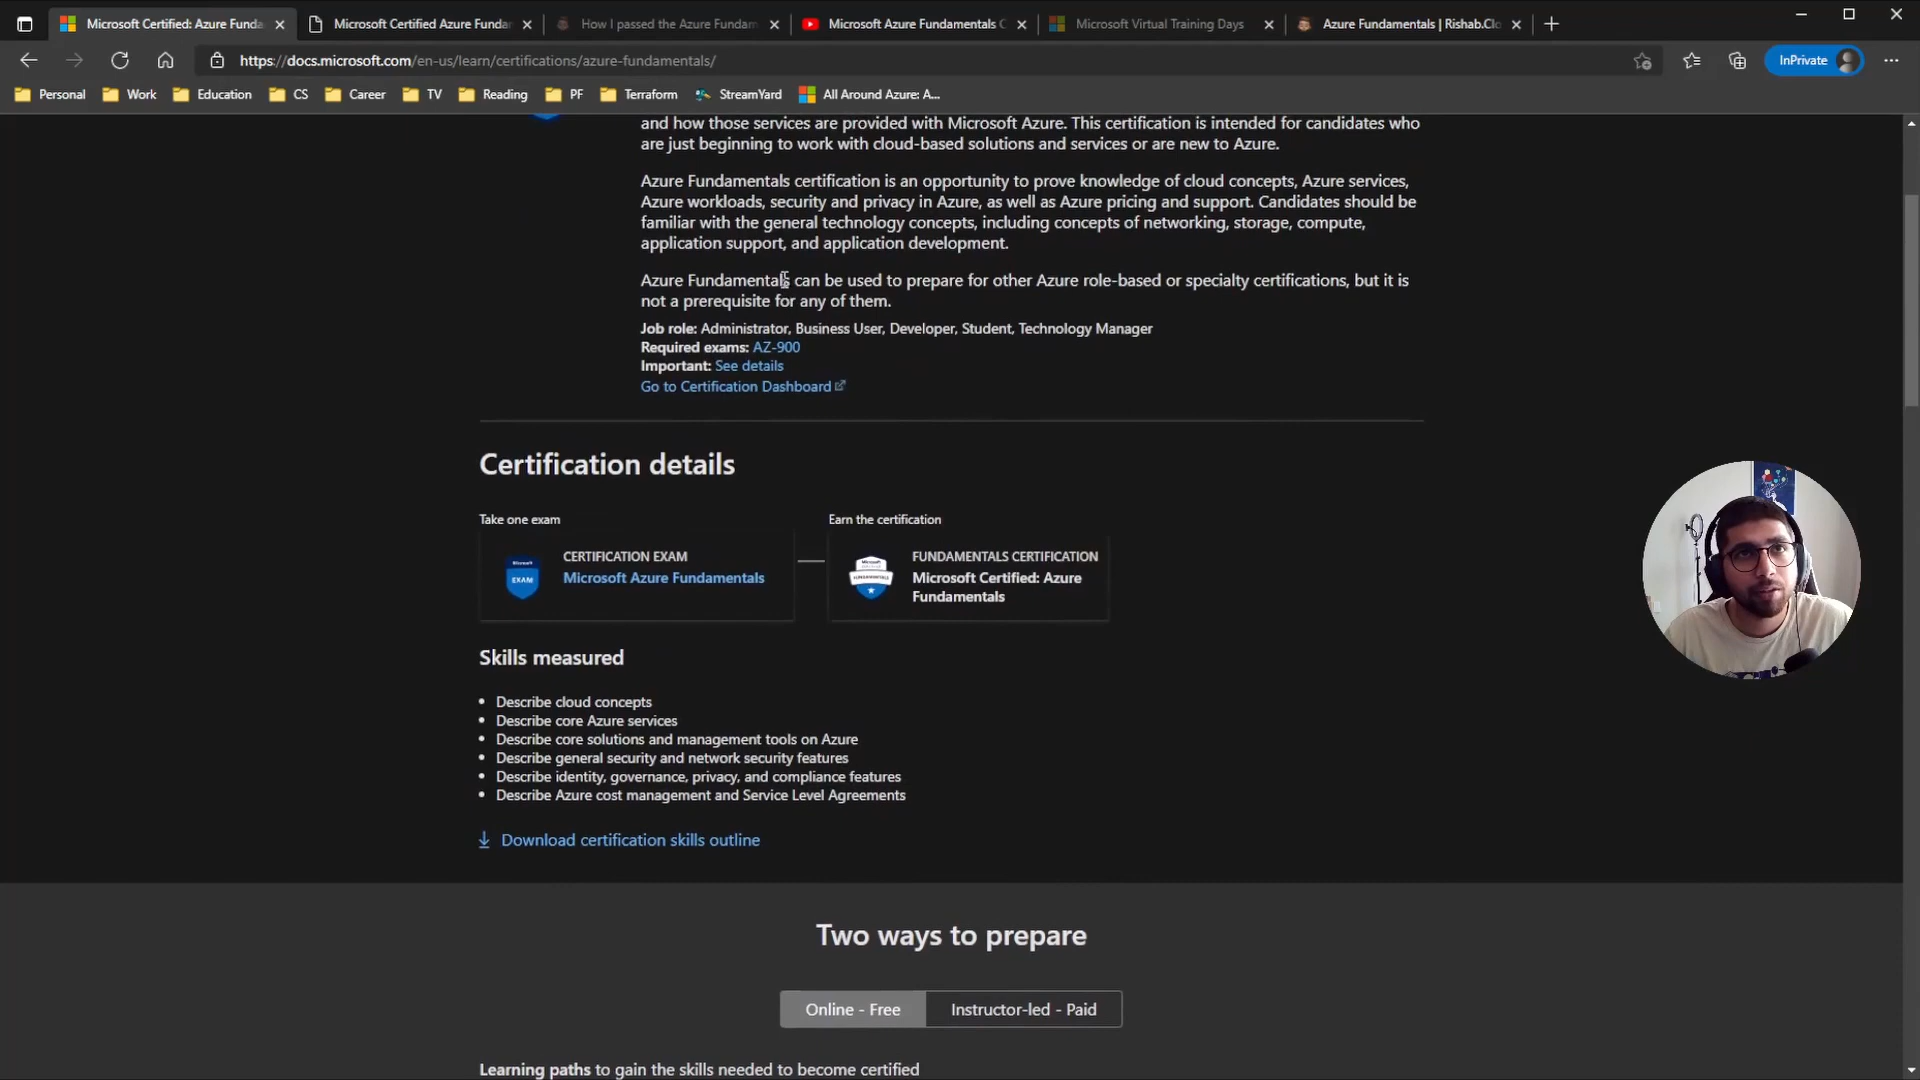 Microsoft Certified: Azure Funda
Microsoft Certified Azure Fundar
How I passed the Azure Fundam
Microsoft Azure Fundamentals C
Microsoft Virtual Training Days
Azure Fundamentals | Rishab.Clo
https://docs.microsoft.com/en-us/learn/certifications/azure-fundamentals/
InPrivate
Personal Work Education CS Career TV Reading PF Terraform StreamYard All Around Azure: A...
and how those services are provided with Microsoft Azure. This certification is intended for candidates who
are just beginning to work with cloud-based solutions and services or are new to Azure.
Azure Fundamentals certification is an opportunity to prove knowledge of cloud concepts, Azure services,
Azure workloads, security and privacy in Azure, as well as Azure pricing and support. Candidates should be
familiar with the general technology concepts, including concepts of networking, storage, compute,
application support, and application development.
Azure Fundamentals can be used to prepare for other Azure role-based or specialty certifications, but it is
not a prerequisite for any of them.
Job role: Administrator, Business User, Developer, Student, Technology Manager
Required exams: AZ-900
Important: See details
Go to Certification Dashboard
Certification details
Take one exam
Microsoft
EXAM
CERTIFICATION EXAM
Microsoft Azure Fundamentals
Earn the certification
FUNDAMENTALS
FUNDAMENTALS CERTIFICATION
Microsoft Certified: Azure
Fundamentals
Skills measured
• Describe cloud concepts
• Describe core Azure services
• Describe core solutions and management tools on Azure
• Describe general security and network security features
• Describe identity, governance, privacy, and compliance features
• Describe Azure cost management and Service Level Agreements
Download certification skills outline
Two ways to prepare
Online - Free
Instructor-led - Paid
Learning paths to gain the skills needed to become certified